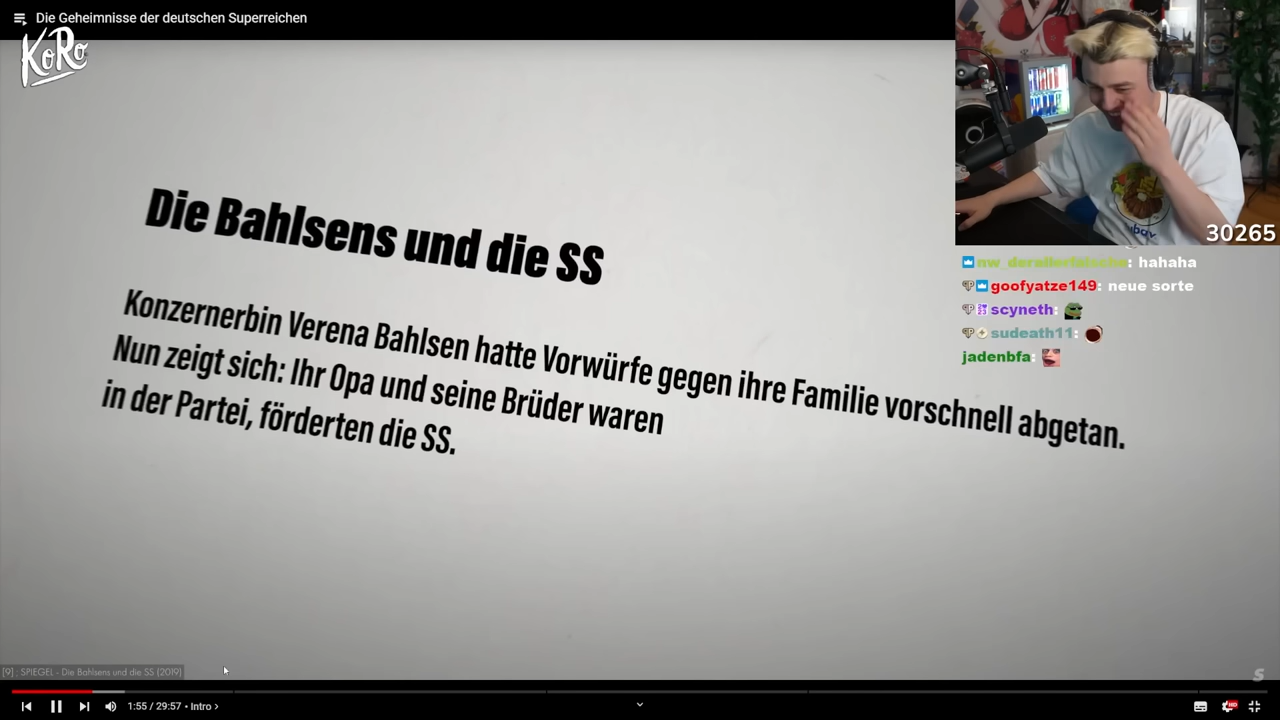 Die Geheimnisse der deutschen Superreichen
KoRo
Die Bahlsens und die SS
Konzernerbin Verena Bahlsen hatte Vorwürfe gegen ihre Familie vorschnell abgetan.
Nun zeigt sich: Ihr Opa und seine Brüder waren
in der Partei, förderten die SS.
30265
: hahaha
goofyatze149: neue sorte
scyneth:
sudeath11:
jadenbfa:
[9] : SPIEGEL - Die Bahlsens und die SS (2019)
S
1:55 / 29:57 • Intro ›
HD